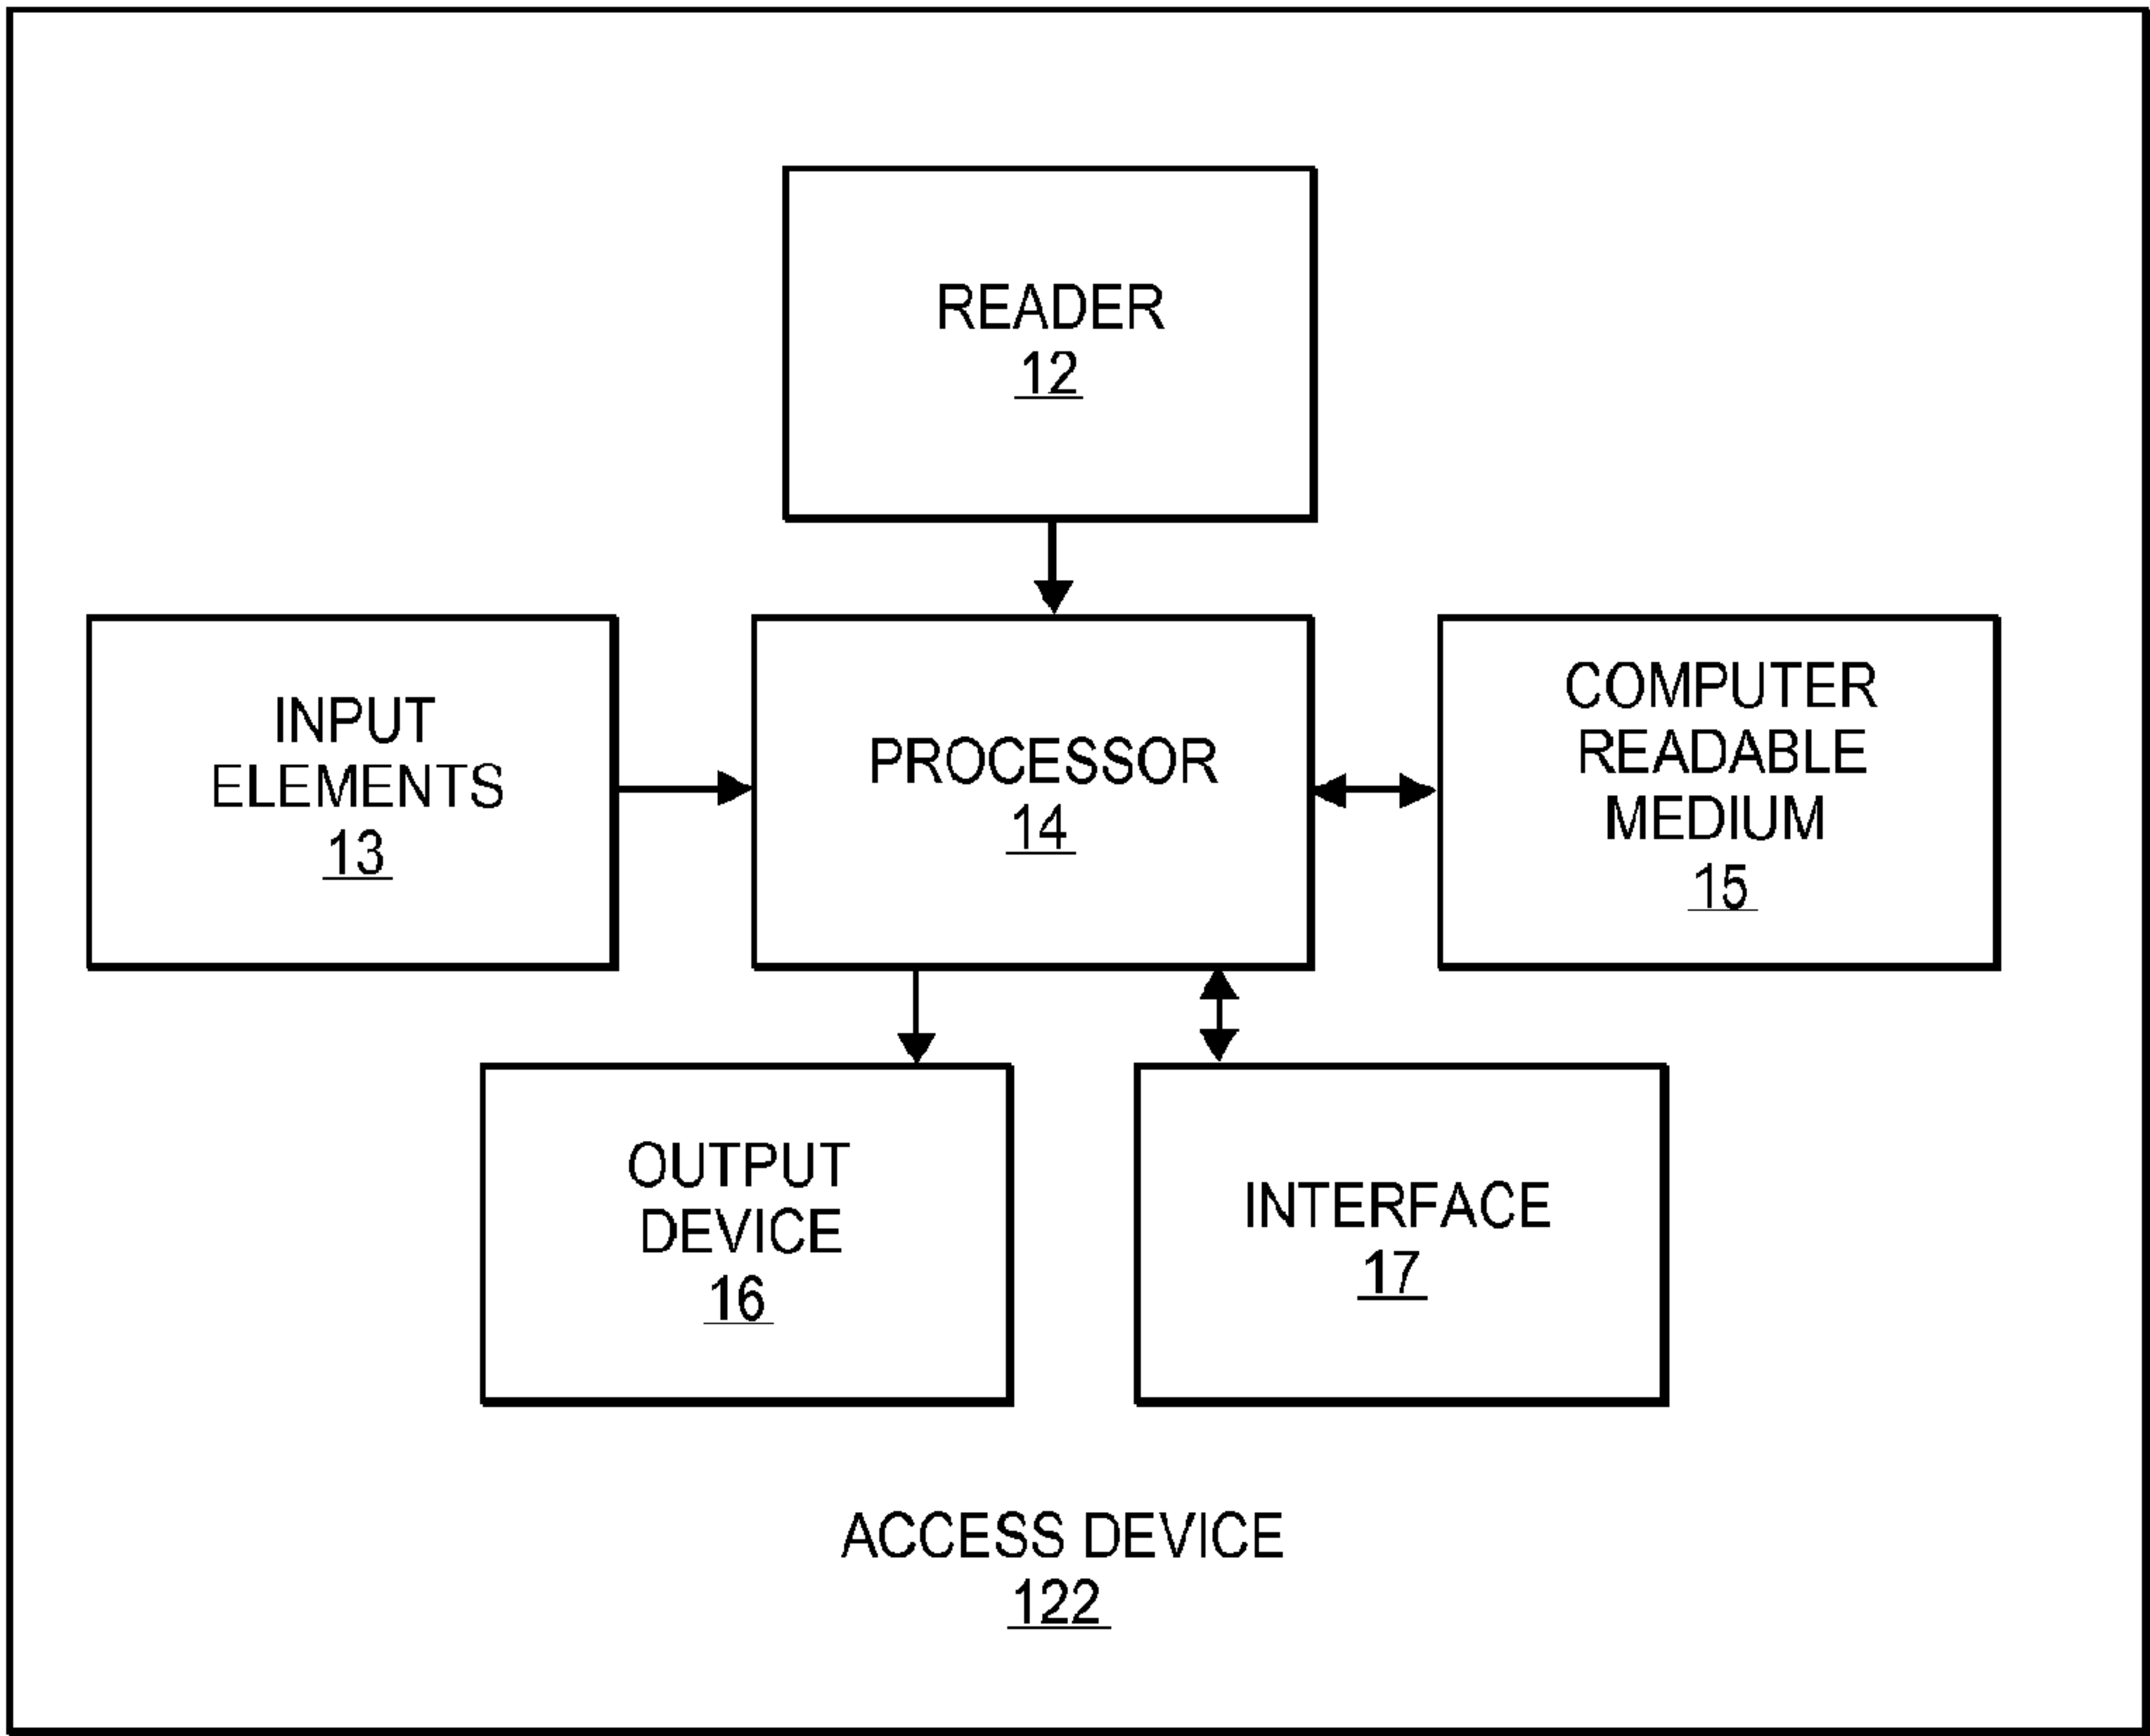 READER
12
INPUT
ELEMENTS
13
PROCESSOR
14
COMPUTER
READABLE
MEDIUM
15
OUTPUT
DEVICE
16
INTERFACE
17
ACCESS DEVICE
122